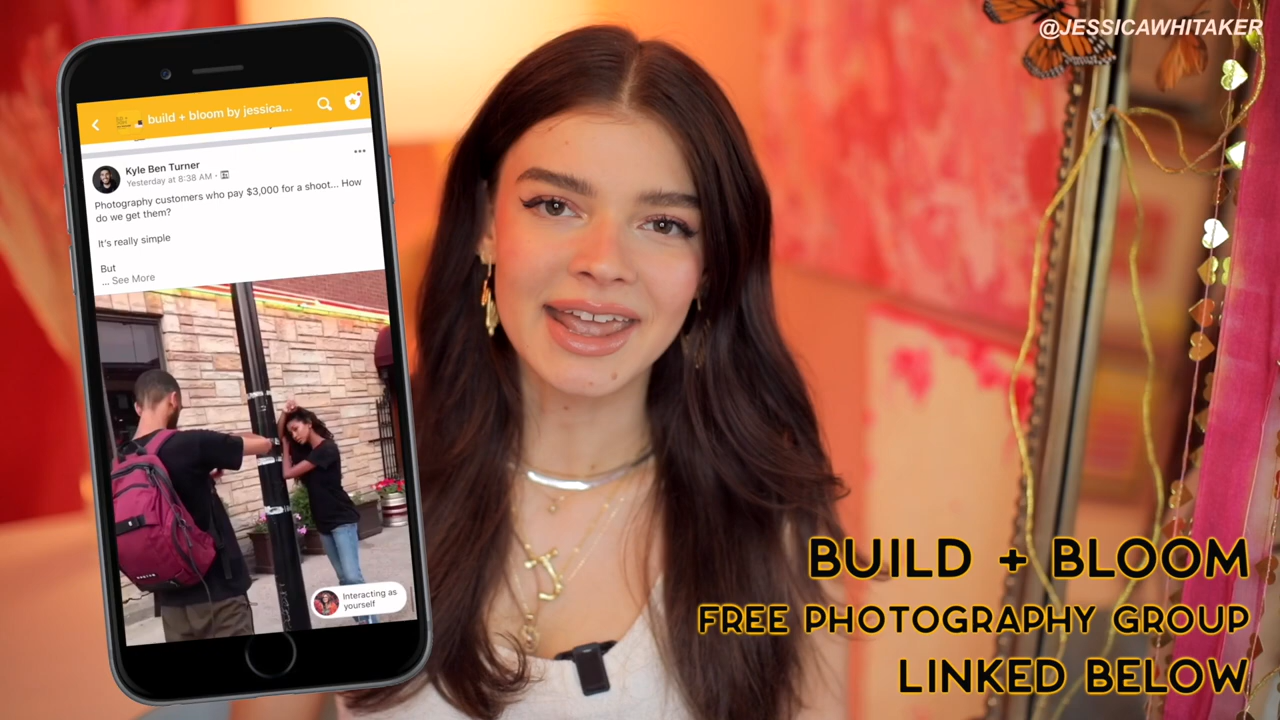 @JESSICAWHITAKER
build + bloom by jessica...
Kyle Ben Turner
Yesterday at 8:38 AM ·
Photography customers who pay $3,000 for a shoot... How
do we get them?
It's really simple
But
... See More
Interacting as
yourself
BUILD + BLOOM
FREE PHOTOGRAPHY GROUP
LINKED BELOW